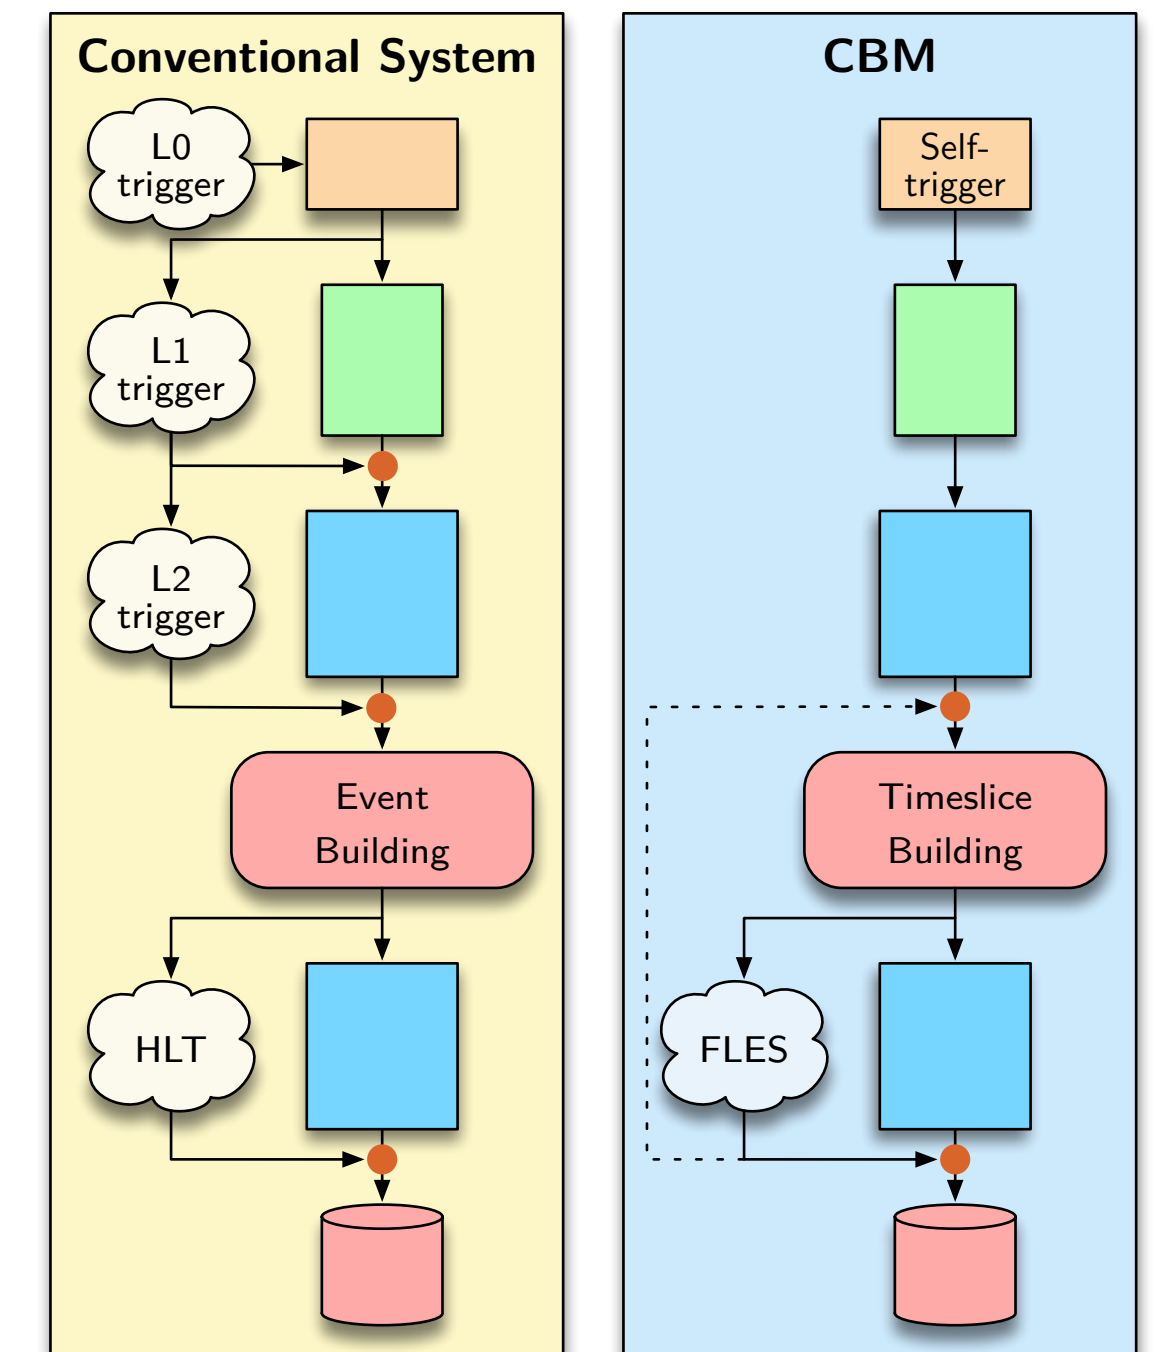 Conventional System
L0
trigger
L1
trigger
L2
trigger
Event
Building
HLT
CBM
Self-
trigger
Timeslice
Building
FLES